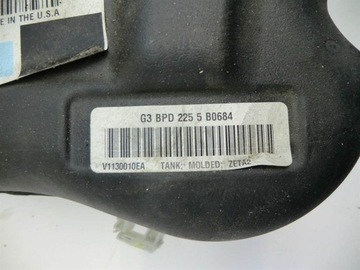 E IN THE U.S.A
G3 BPD 225 5 B0684
V1130010EA TANK; MOLDED; ZETA2